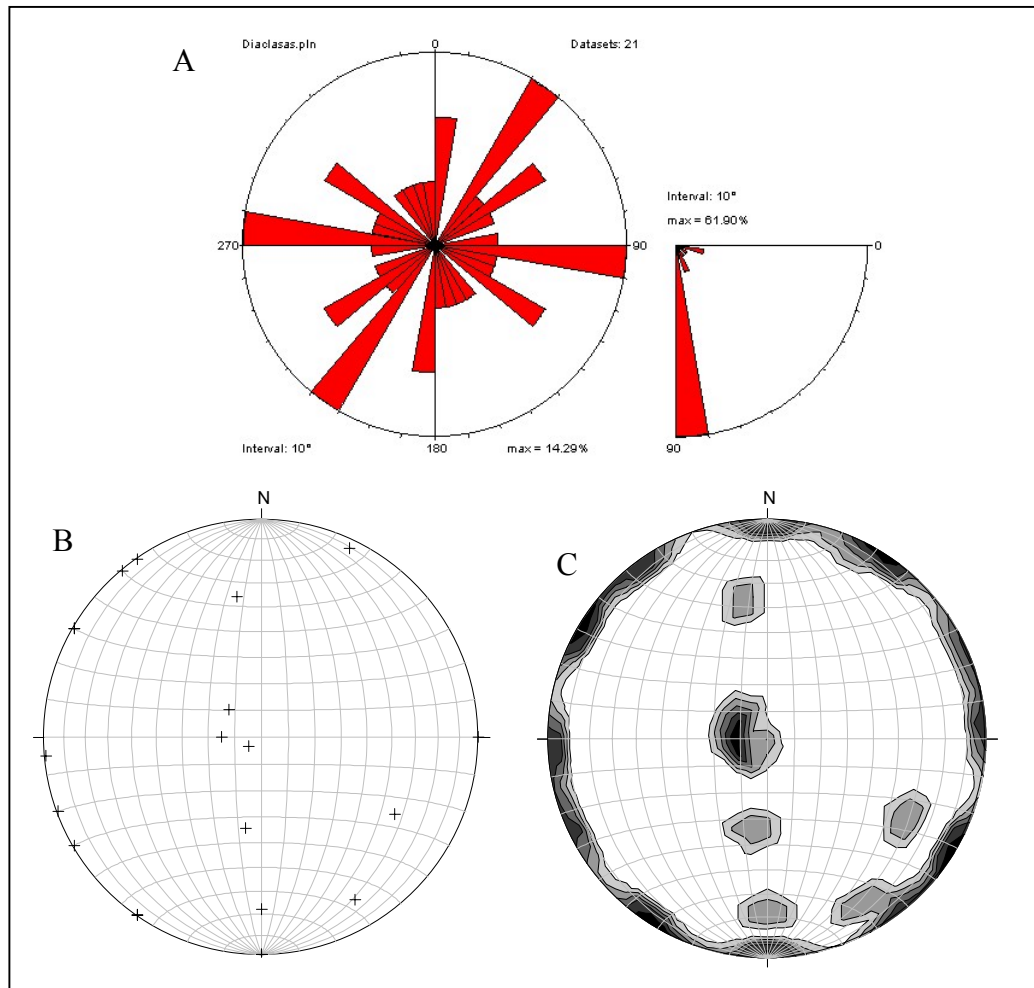 A
Diaclasas.pln
0
Datasets: 21
270
90
Interval: 10°
180
max = 14.29%
Interval: 10°
max = 61.90%
0
90
B
N
C
N